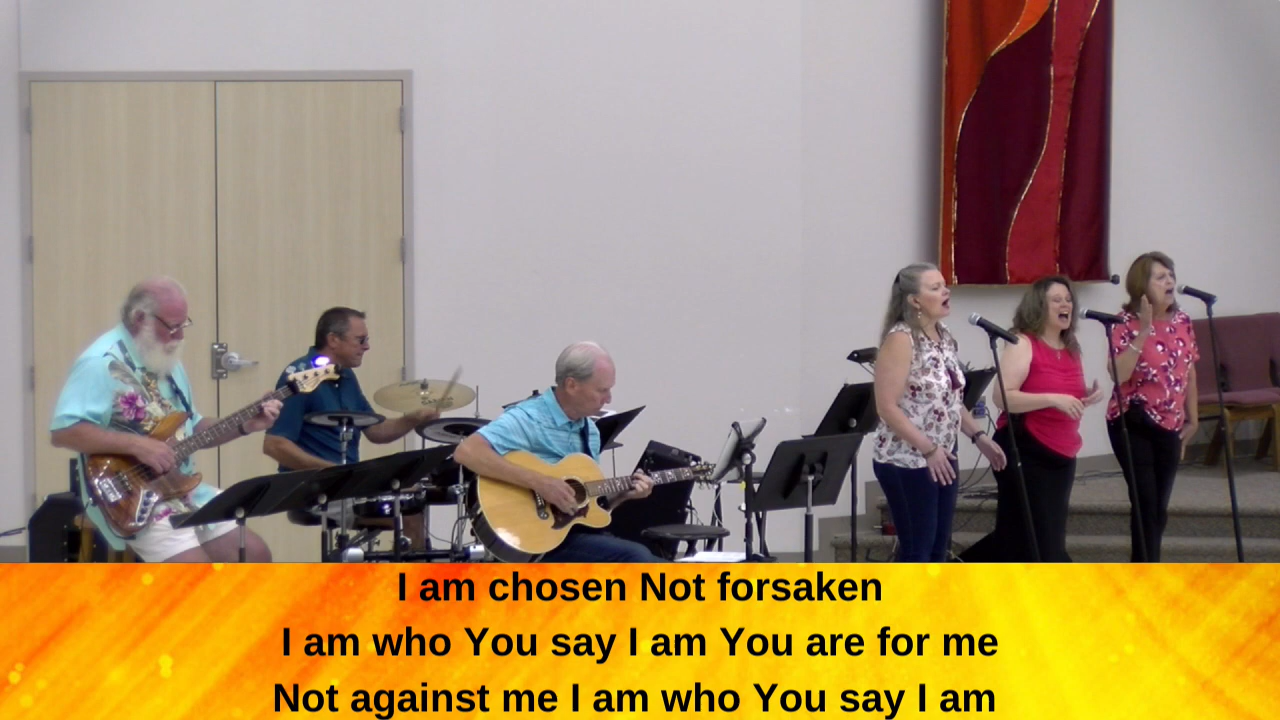 I am chosen Not forsaken
I am who You say I am You are for me
Not against me I am who You say I am